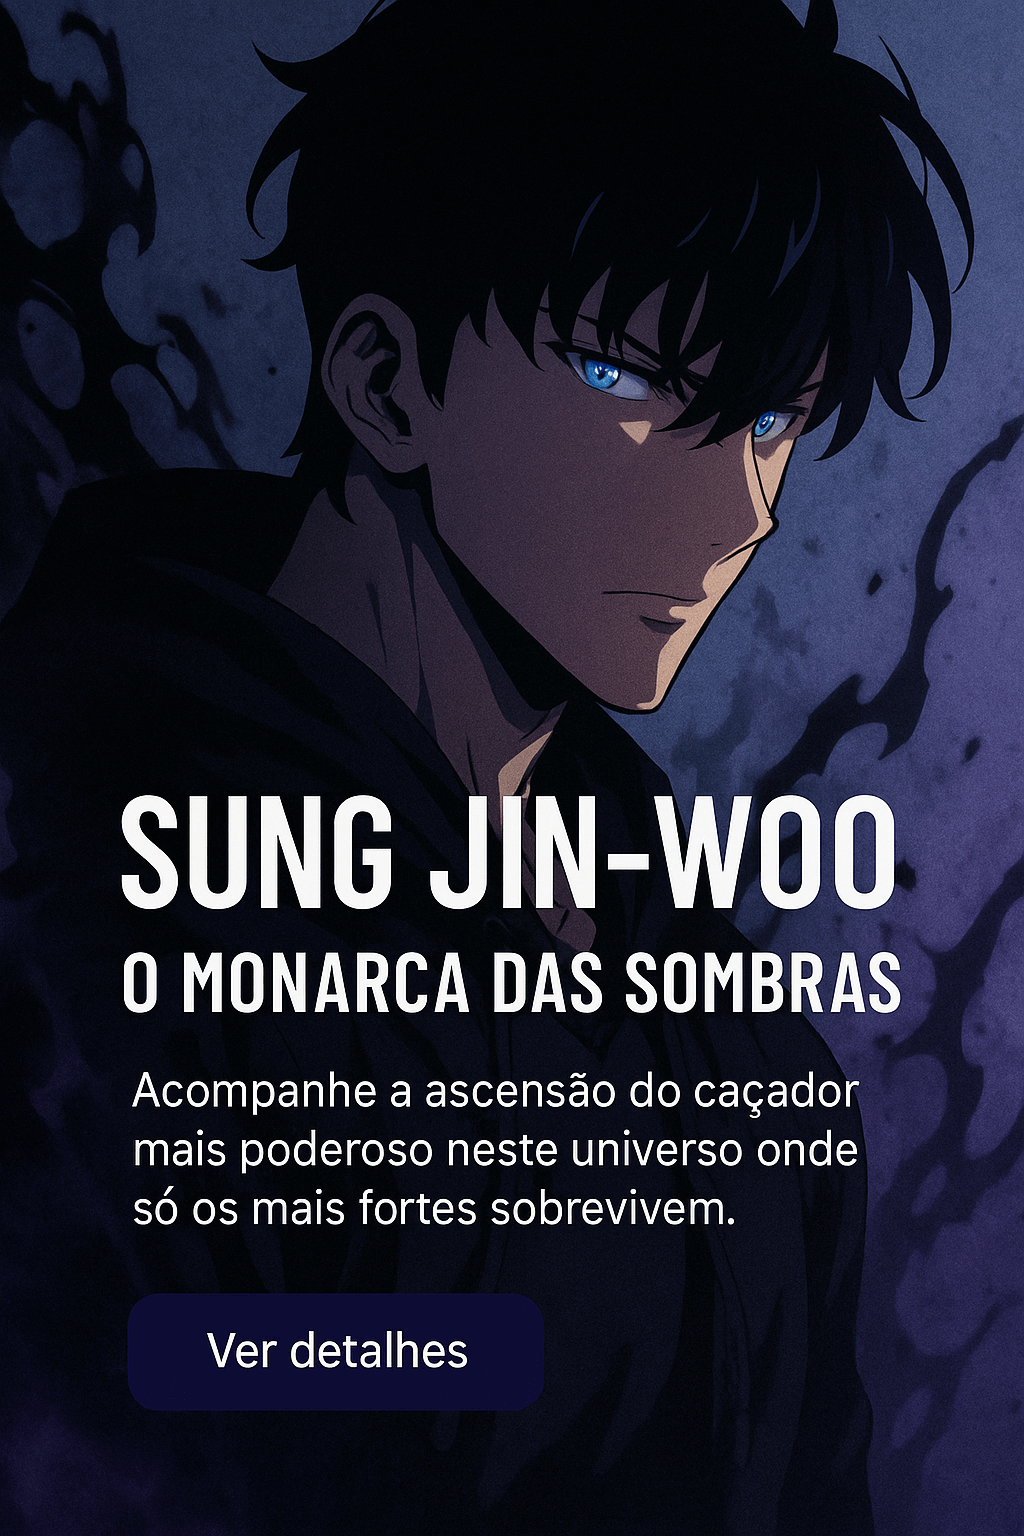 SUNG JIN-WOO
O MONARCA DAS SOMBRAS
Acompanhe a ascensão do caçador
mais poderoso neste universo onde
só os mais fortes sobrevivem.
Ver detalhes